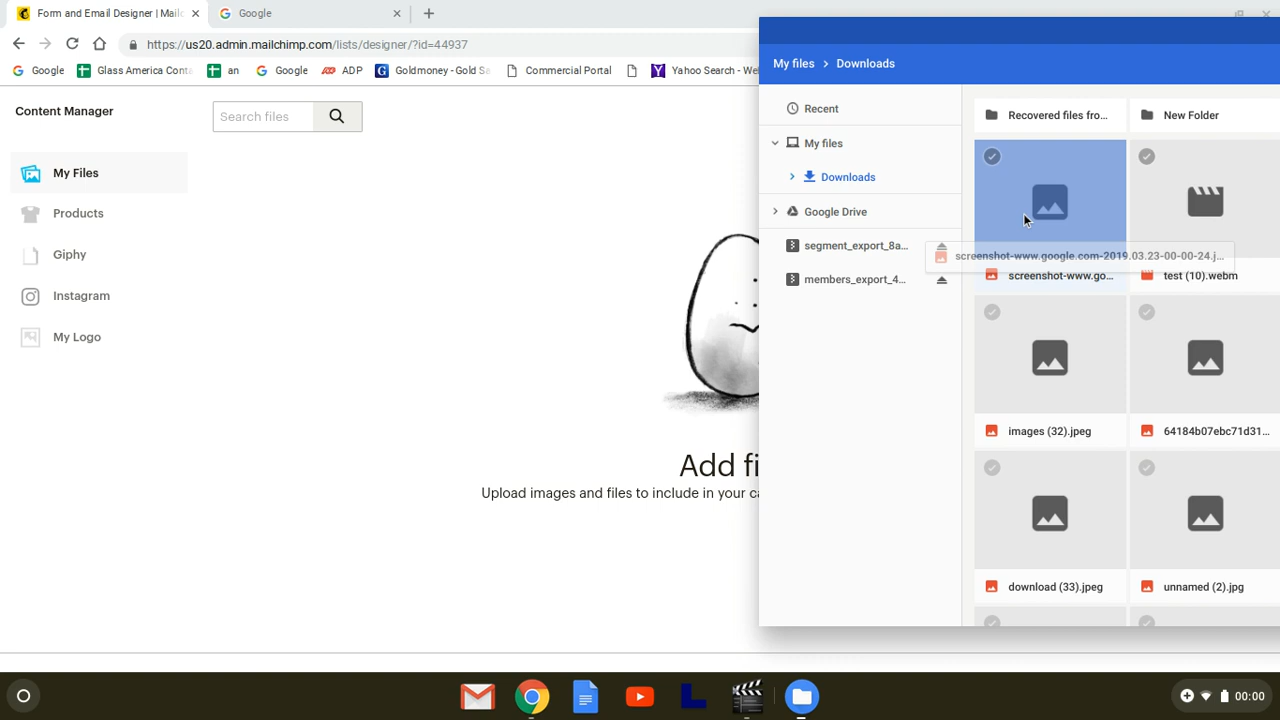 Form and Email Designer | Mailc
Google
https://us20.admin.mailchimp.com/lists/designer/?id=44937
Google
Glass America Conta
an
Google
ADP
Goldmoney - Gold Sa
Commercial Portal
Yahoo Search - Wel
Content Manager
Search files
My Files
Products
Giphy
Instagram
My Logo
Add fi
Upload images and files to include in your ca
My files > Downloads
Recent
My files
Downloads
Google Drive
segment_export_8a...
members_export_4...
Recovered files fro...
New Folder
screenshot-www.google.com-2019.03.23-00-00-24.j...
screenshot-www.go...
test (10).webm
images (32).jpeg
64184b07ebc71d31...
download (33).jpeg
unnamed (2).jpg
00:00